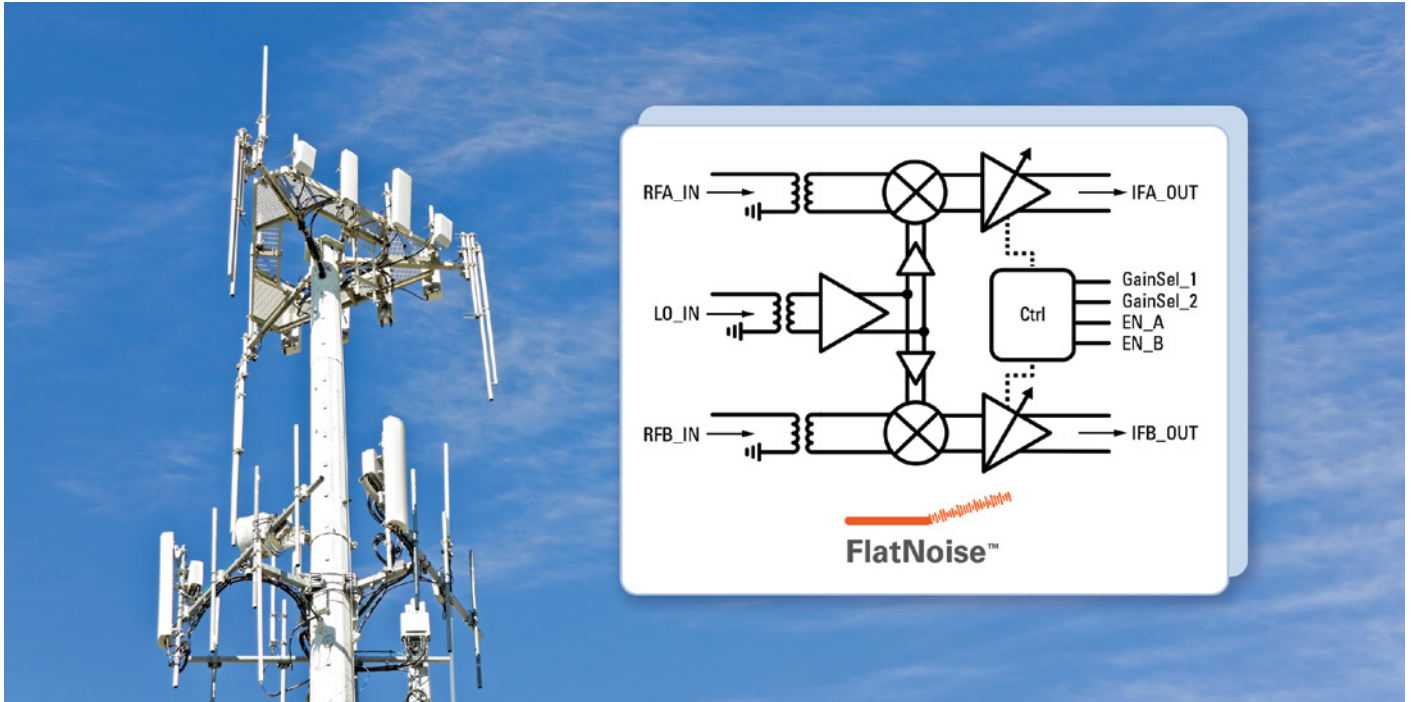 RFA_IN
IFA_OUT
GainSel_1
GainSel_2
LO_IN
Ctrl
EN_A
EN_B
RFB_IN
IFB_OUT
FlatNoise™